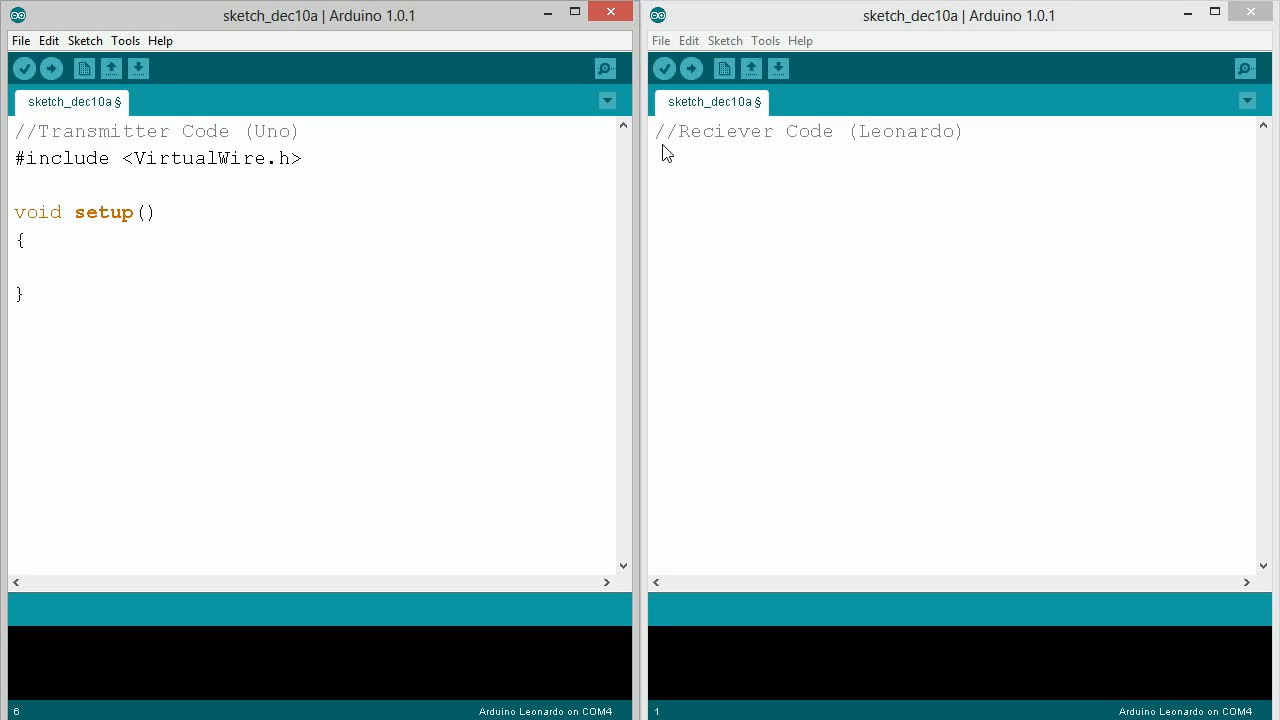 sketch_dec10a | Arduino 1.0.1
File Edit Sketch Tools Help
sketch_dec10a §
//Transmitter Code (Uno)
#include <VirtualWire.h>
void setup()
{
}
6
Arduino Leonardo on COM4
sketch_dec10a | Arduino 1.0.1
File Edit Sketch Tools Help
sketch_dec10a §
//Reciever Code (Leonardo)
1
Arduino Leonardo on COM4